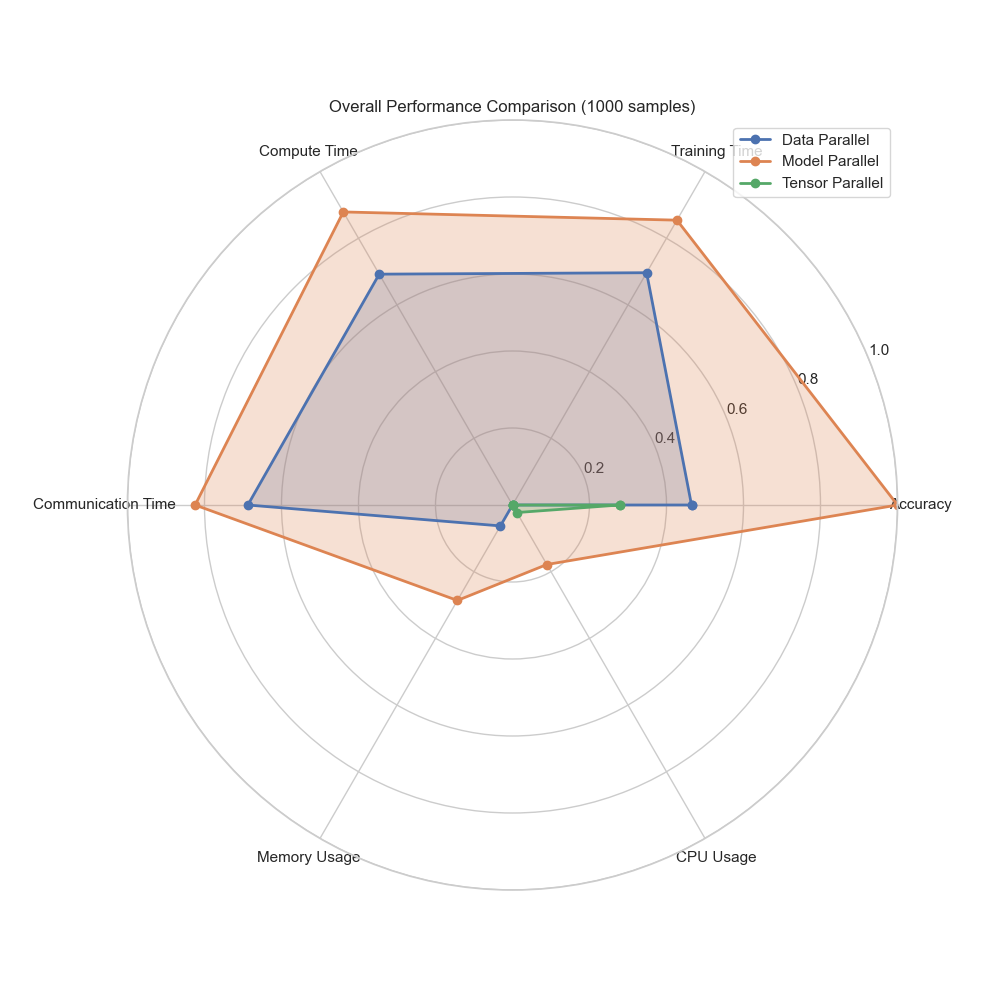 Overall Performance Comparison (1000 samples)
Compute Time
Training Time
Data Parallel
Model Parallel
Tensor Parallel
1.0
0.8
0.6
0.4
0.2
Communication Time
Accuracy
Memory Usage
CPU Usage